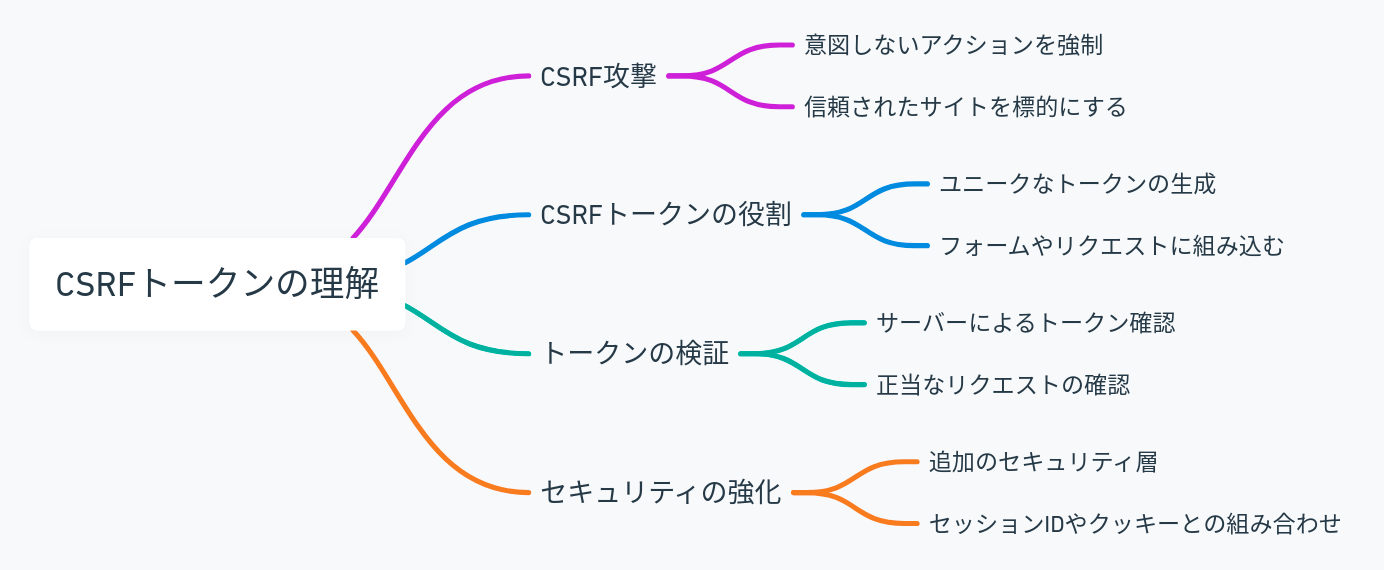 CSRFトークンの理解
CSRF攻撃
意図しないアクションを強制
信頼されたサイトを標的にする
CSRFトークンの役割
ユニークなトークンの生成
フォームやリクエストに組み込む
トークンの検証
サーバーによるトークン確認
正当なリクエストの確認
セキュリティの強化
追加のセキュリティ層
セッションIDやクッキーとの組み合わせ